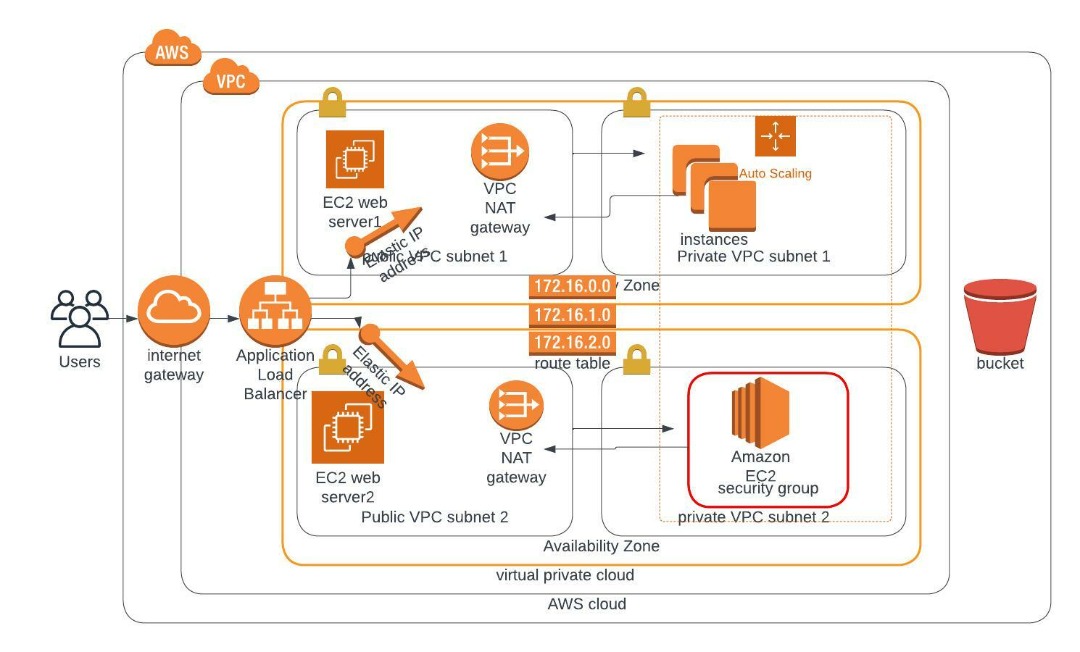 AWS
VPC
EC2 web
server1
VPC
NAT
gateway
Elastic IP
address
Public VPC subnet 1
Auto Scaling
instances
Private VPC subnet 1
172.16.0.0
Zone
172.16.1.0
172.16.2.0
route table
Users
internet
gateway
Application
Load
Balancer
Elastic IP
address
EC2 web
server2
VPC
NAT
gateway
Public VPC subnet 2
Amazon
EC2
security group
private VPC subnet 2
bucket
Availability Zone
virtual private cloud
AWS cloud